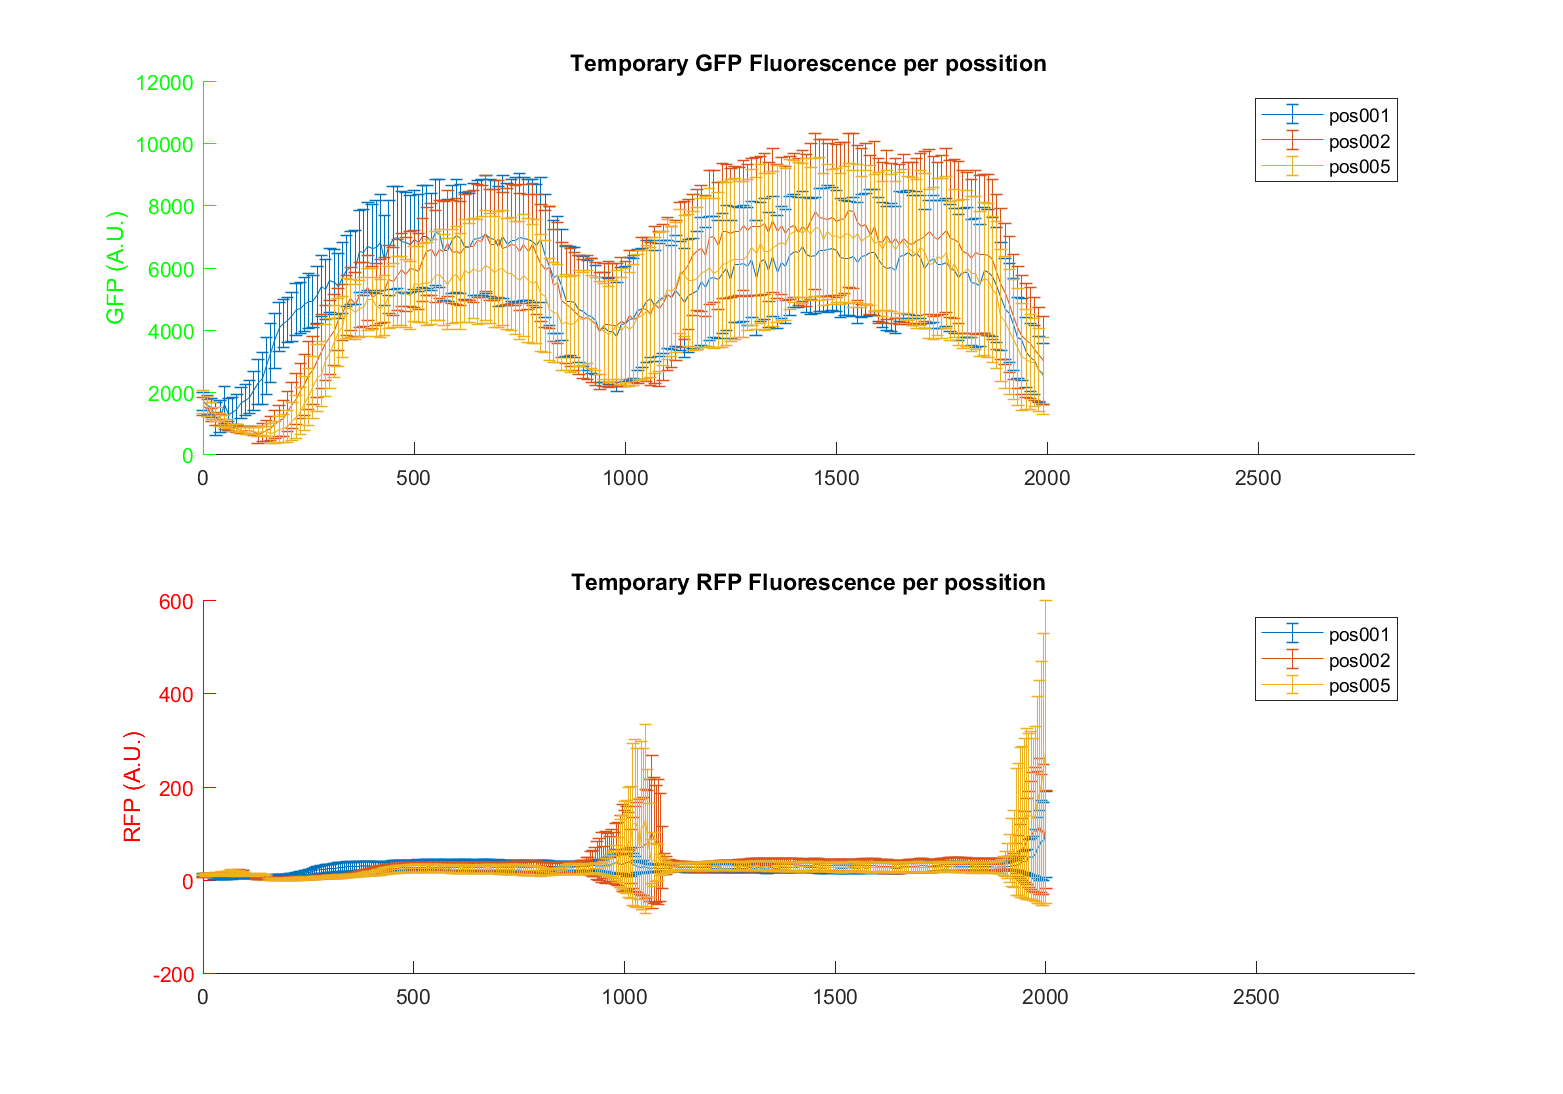 Temporary GFP Fluorescence per possition
GFP (A.U.)
12000
10000
8000
6000
4000
2000
0
0 500 1000 1500 2000 2500
pos001
pos002
pos005
Temporary RFP Fluorescence per possition
RFP (A.U.)
600
400
200
0
-200
0 500 1000 1500 2000 2500
pos001
pos002
pos005